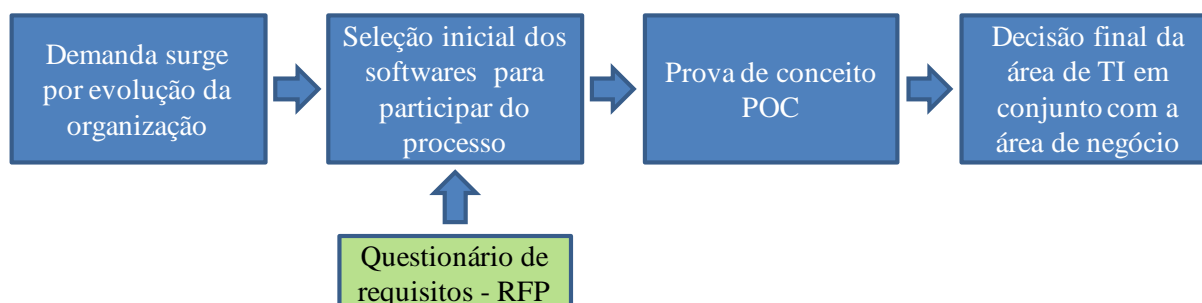 Demanda surge
por evolução da
organização
Seleção inicial dos
softwares para
participar do
processo
Prova de conceito
POC
Decisão final da
área de TI em
conjunto com a
área de negócio
Questionário de
requisitos - RFP